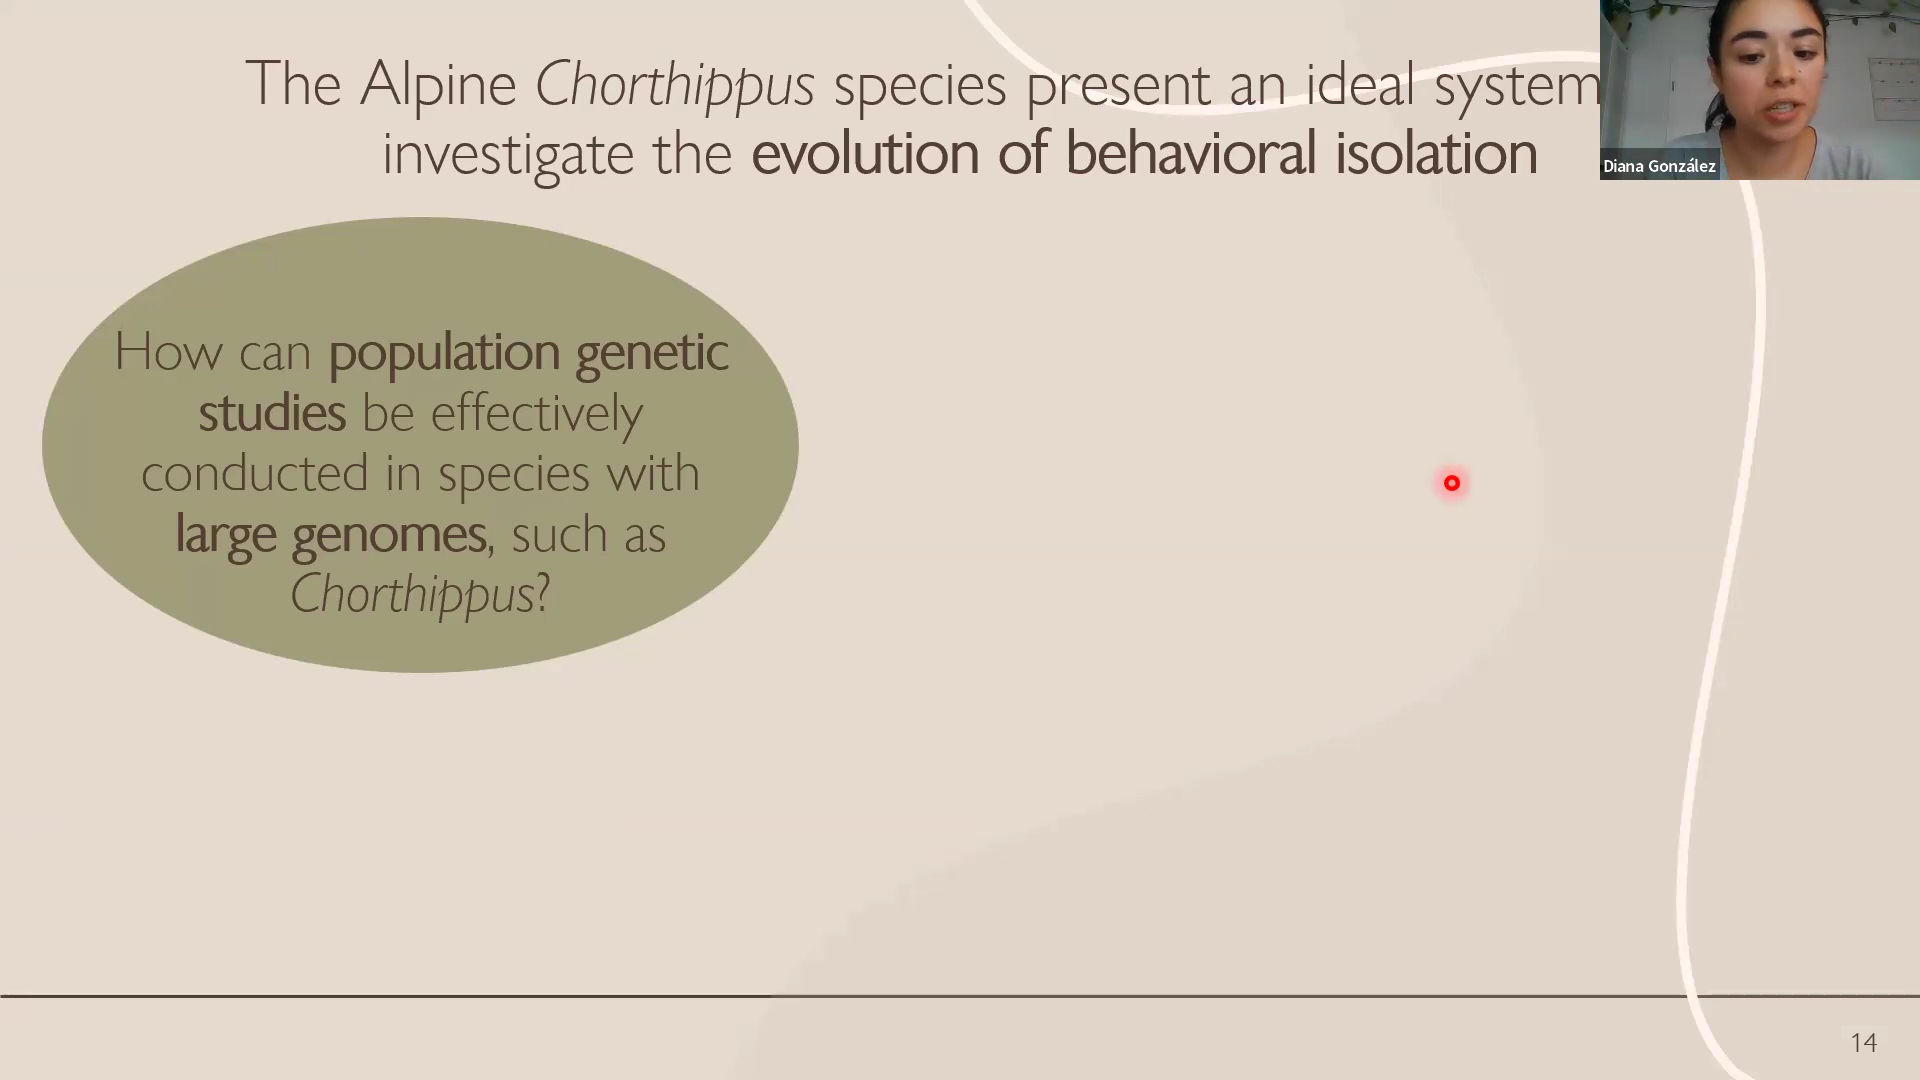 The Alpine Chorthippus species present an ideal system
investigate the evolution of behavioral isolation
Diana González
How can population genetic
studies be effectively
conducted in species with
large genomes, such as
Chorthippus?
14